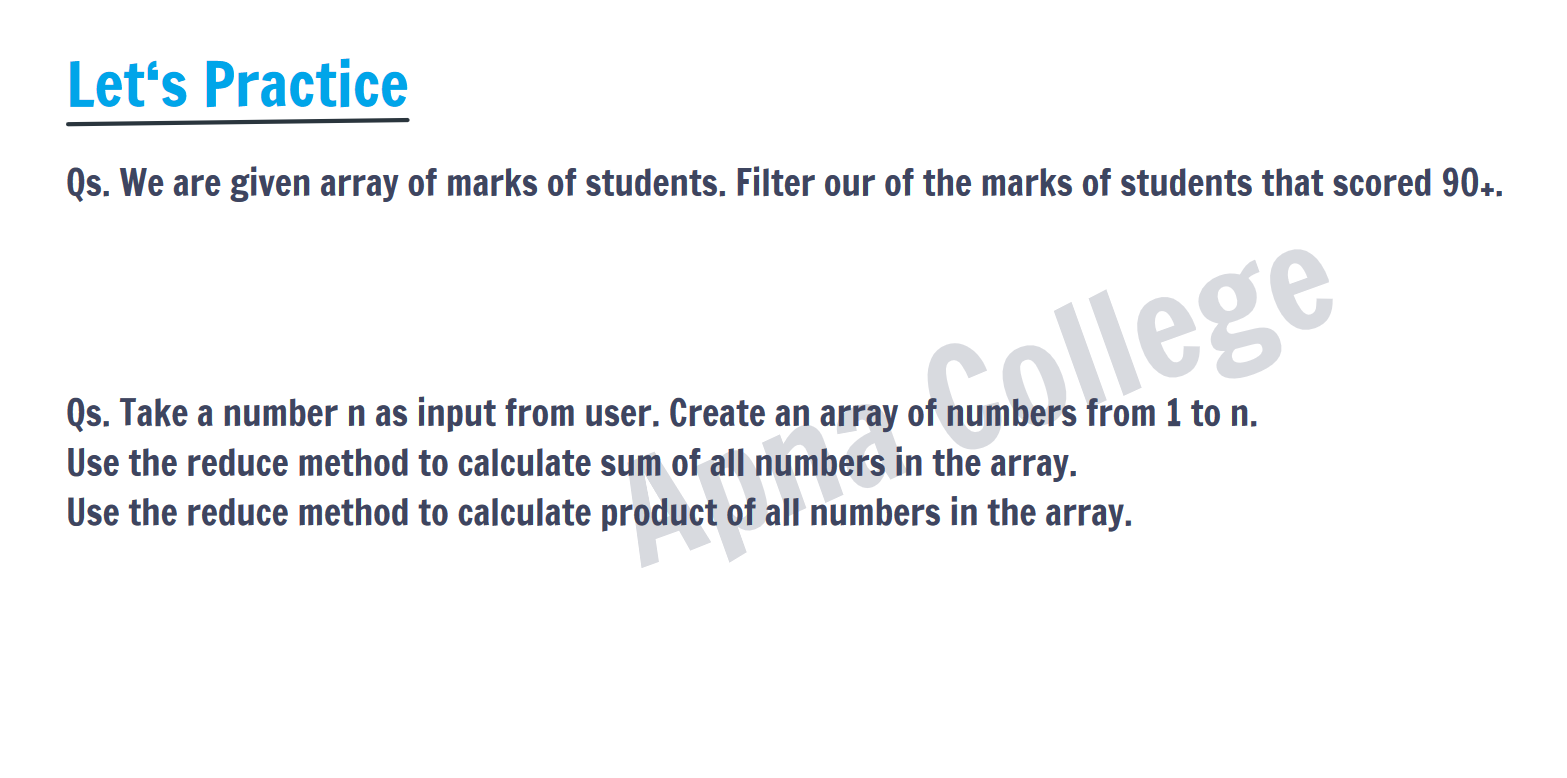 Let‘s Practice
Qs. We are given array of marks of students. Filter our of the marks of students that scored 90+.
Qs. Take a number n as input from user. Create an array of numbers from 1 to n.
Use the reduce method to calculate sum of all numbers in the array.
Use the reduce method to calculate product of all numbers in the array.
Apna College